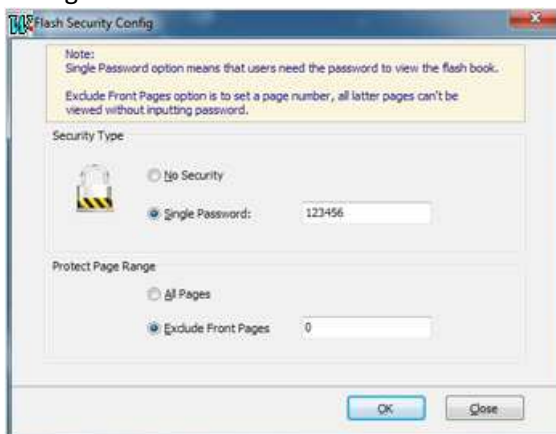 Flash Security Config
Note:
Single Password option means that users need the password to view the flash book.
Exclude Front Pages option is to set a page number, all latter pages can't be
viewed without inputting password.
Security Type
No Security
Single Password: 123456
Protect Page Range
All Pages
Exclude Front Pages 0
OK Close